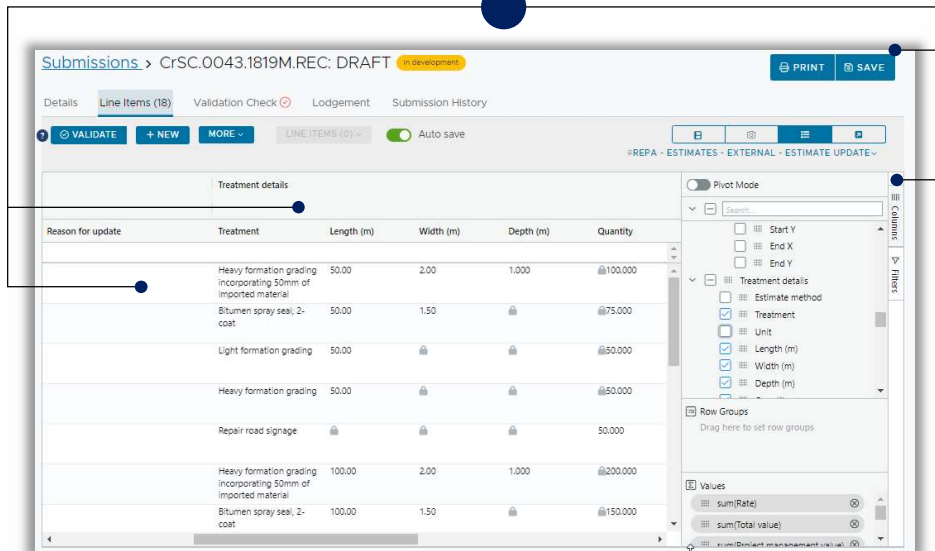 Submissions > CrSC.0043.1819M.REC: DRAFT In development
PRINT SAVE
Details Line Items (18) Validation Check Lodgement Submission History
? VALIDATE + NEW MORE LINE ITEMS (0) Auto save
REPA - ESTIMATES - EXTERNAL - ESTIMATE UPDATE
Treatment details
Reason for update Treatment Length (m) Width (m) Depth (m) Quantity
Heavy formation grading 50.00 2.00 1.000 100.000
incorporating 50mm of
imported material
Bitumen spray seal, 2- 50.00 1.50 75.000
coat
Light formation grading 50.00 50.000
Heavy formation grading 50.00 50.000
Repair road signage 50.000
Heavy formation grading 100.00 2.00 1.000 200.000
incorporating 50mm of
imported material
Bitumen spray seal, 2- 100.00 1.50 150.000
coat
Pivot Mode
Search...
Start Y
End X
End Y
Treatment details
Estimate method
Treatment
Unit
Length (m)
Width (m)
Depth (m)
Row Groups
Drag here to set row groups
Values
sum(Rate)
sum(Total value)
sum(Project management value)
Columns
Filters